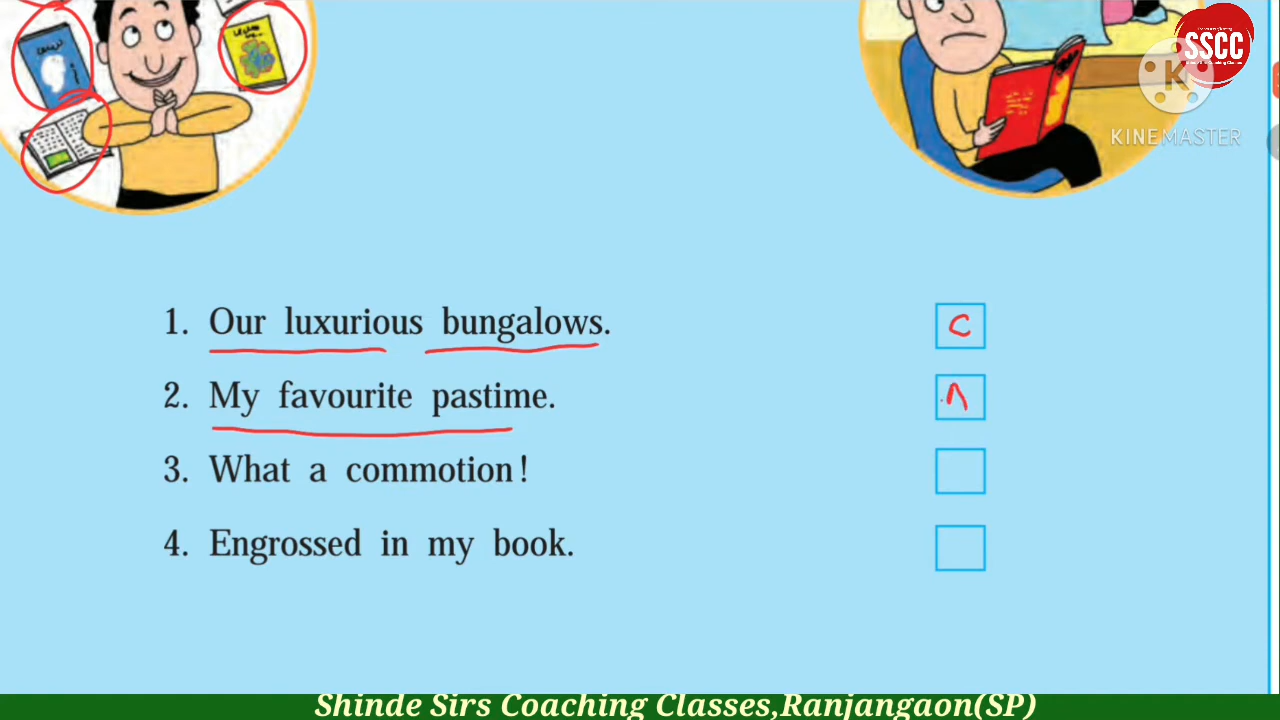 SSCC
KINEMASTER
1. Our luxurious bungalows.
C
2. My favourite pastime.
A
3. What a commotion!
4. Engrossed in my book.
Shinde Sirs Coaching Classes,Ranjangaon(SP)